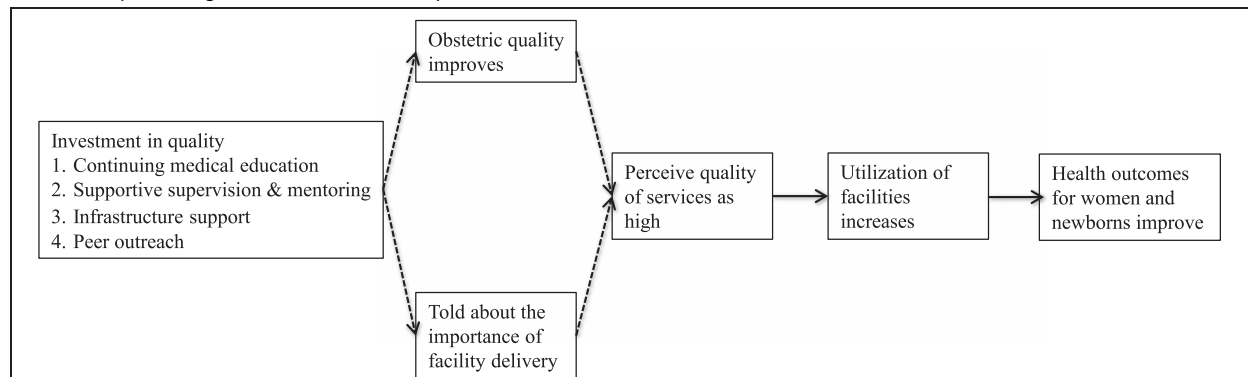 Investment in quality
1. Continuing medical education
2. Supportive supervision & mentoring
3. Infrastructure support
4. Peer outreach
Obstetric quality
improves
Told about the
importance of
facility delivery
Perceive quality
of services as
high
Utilization of
facilities
increases
Health outcomes
for women and
newborns improve